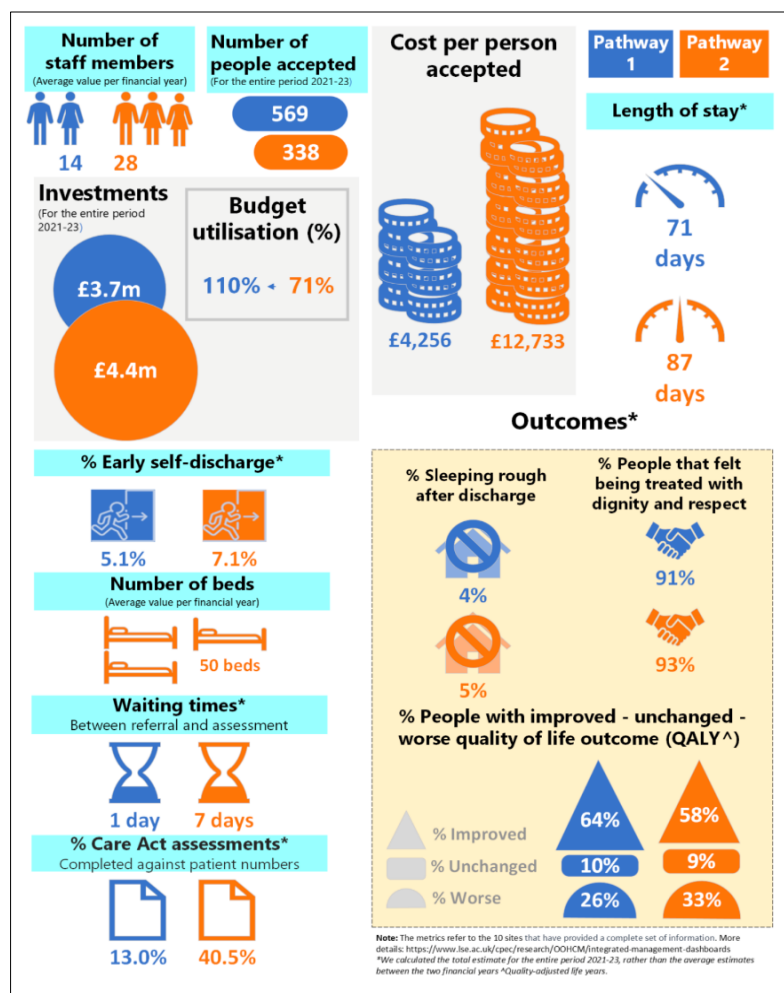 Number of
staff members
(Average value per financial year)
14
28
Number of
people accepted
(For the entire period 2021-23)
569
338
Investments
(For the entire period
2021-23)
£3.7m
£4.4m
Budget
utilisation (%)
110%
71%
Cost per person
accepted
£4,256
£12,733
Pathway
1
Pathway
2
Length of stay*
71
days
87
days
% Early self-discharge*
5.1%
7.1%
Number of beds
(Average value per financial year)
50 beds
Waiting times*
Between referral and assessment
1 day
7 days
% Care Act assessments*
Completed against patient numbers
13.0%
40.5%
Outcomes*
% Sleeping rough
after discharge
4%
5%
% People that felt
being treated with
dignity and respect
91%
93%
% People with improved - unchanged -
worse quality of life outcome (QALY^)
% Improved
64%
58%
% Unchanged
10%
9%
% Worse
26%
33%
Note: The metrics refer to the 10 sites that have provided a complete set of information. More
details: https://www.lse.ac.uk/cpec/research/OOHCM/integrated-management-dashboards
*We calculated the total estimate for the entire period 2021-23, rather than the average estimates
between the two financial years ^Quality-adjusted life years.